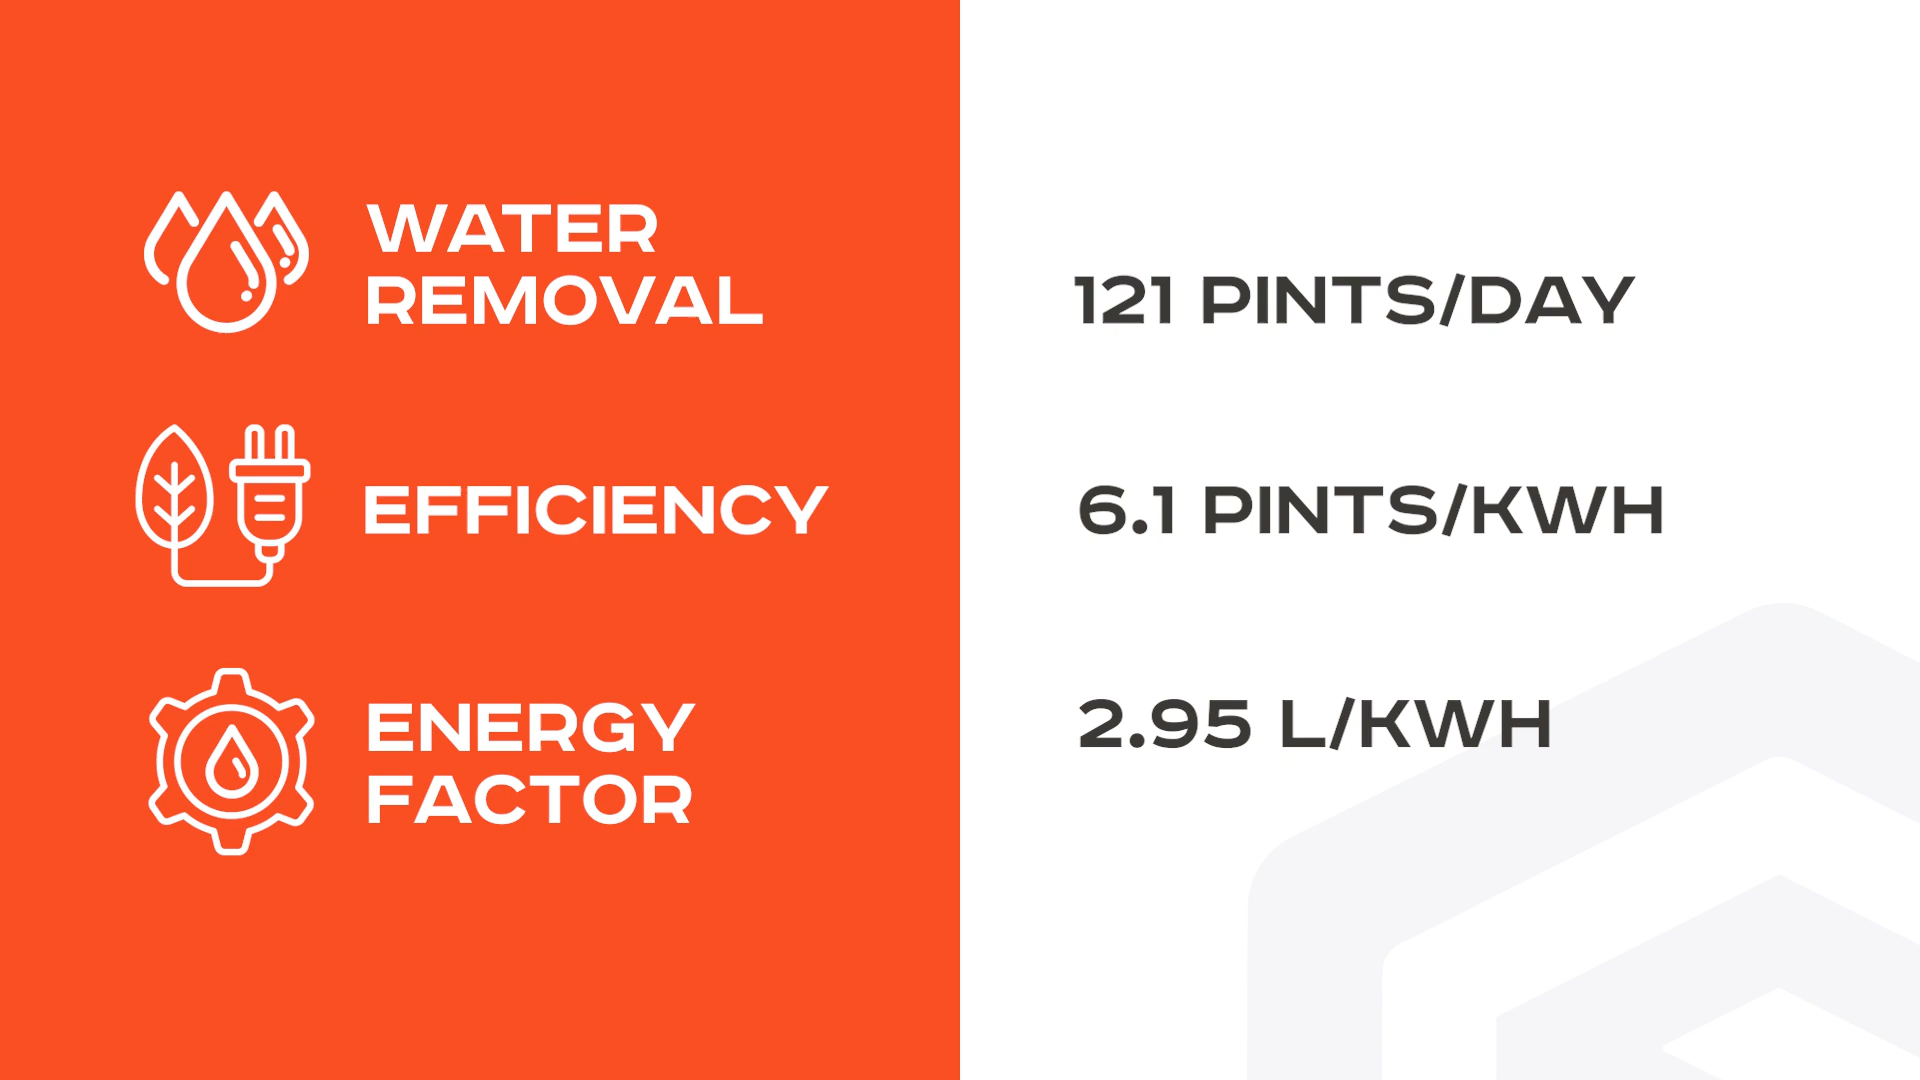 WATER
REMOVAL
121 PINTS/DAY
EFFICIENCY
6.1 PINTS/KWH
ENERGY
FACTOR
2.95 L/KWH